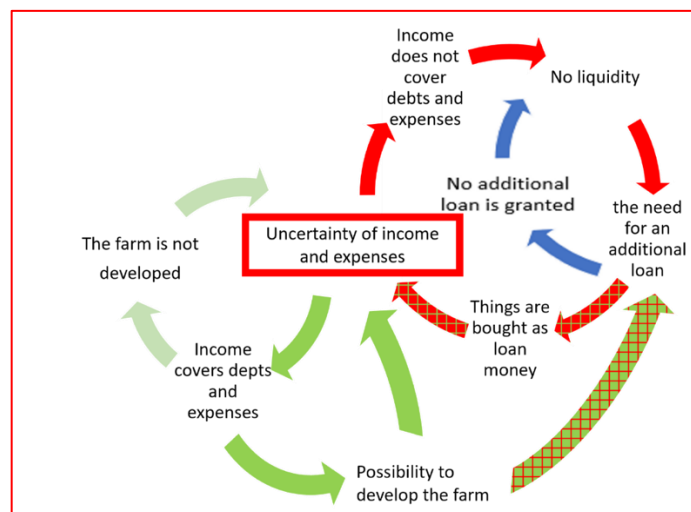 Income
does not
cover
debts and
expenses
No liquidity
No additional
loan is granted
the need
for an
additional
loan
The farm is not
developed
Uncertainty of income
and expenses
Things are
bought as
loan
money
Income
covers depts
and
expenses
Possibility to
develop the farm